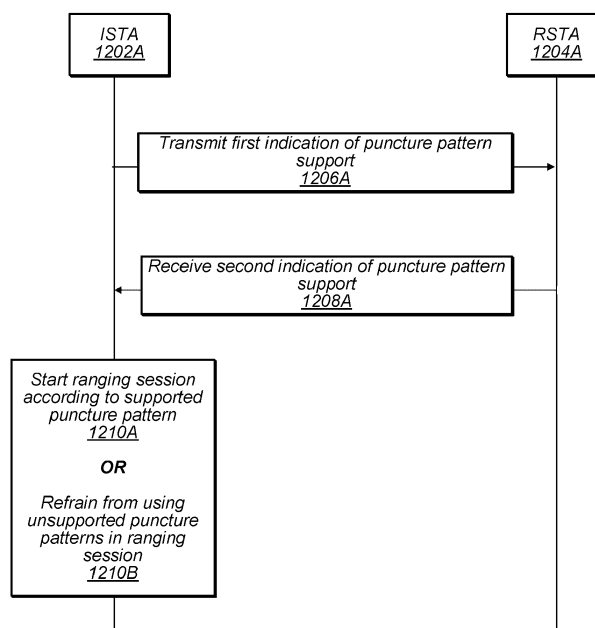 ISTA
1202A
RSTA
1204A
Transmit first indication of puncture pattern
support
1206A
Receive second indication of puncture pattern
support
1208A
Start ranging session
according to supported
puncture pattern
1210A
OR
Refrain from using
unsupported puncture
patterns in ranging
session
1210B